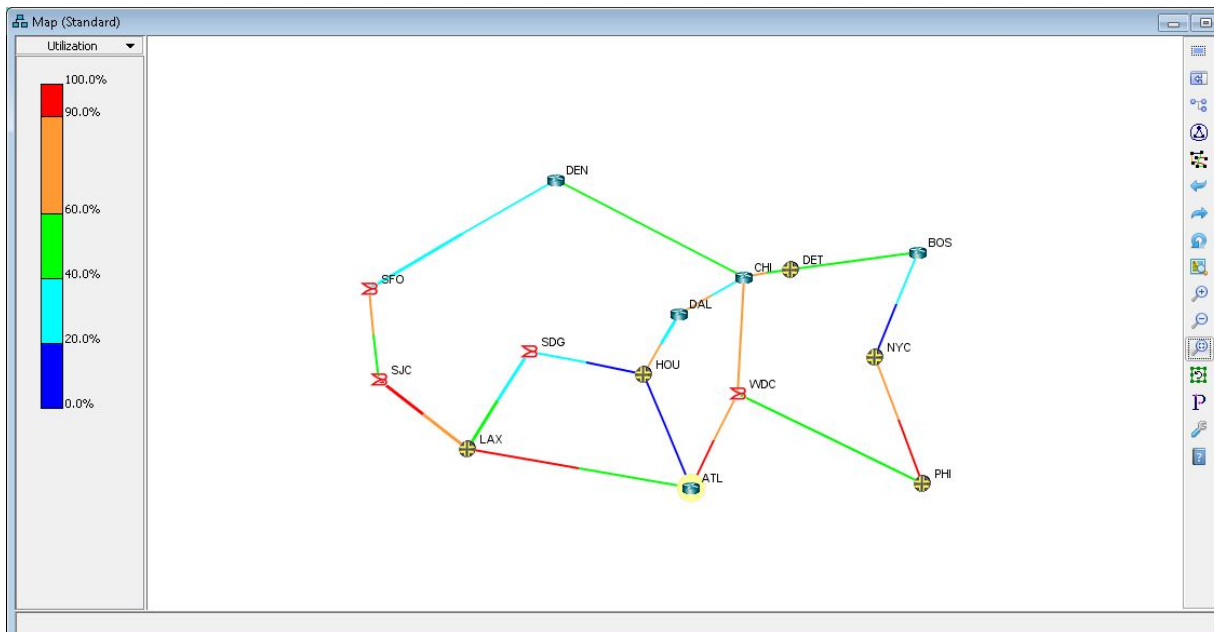 Map (Standard)
Utilization
100.0%
90.0%
60.0%
40.0%
20.0%
0.0%
DEN
BOS
DET
CHI
SFO
DAL
NYC
SDG
HOU
SJC
WDC
LAX
PHI
ATL
P
?